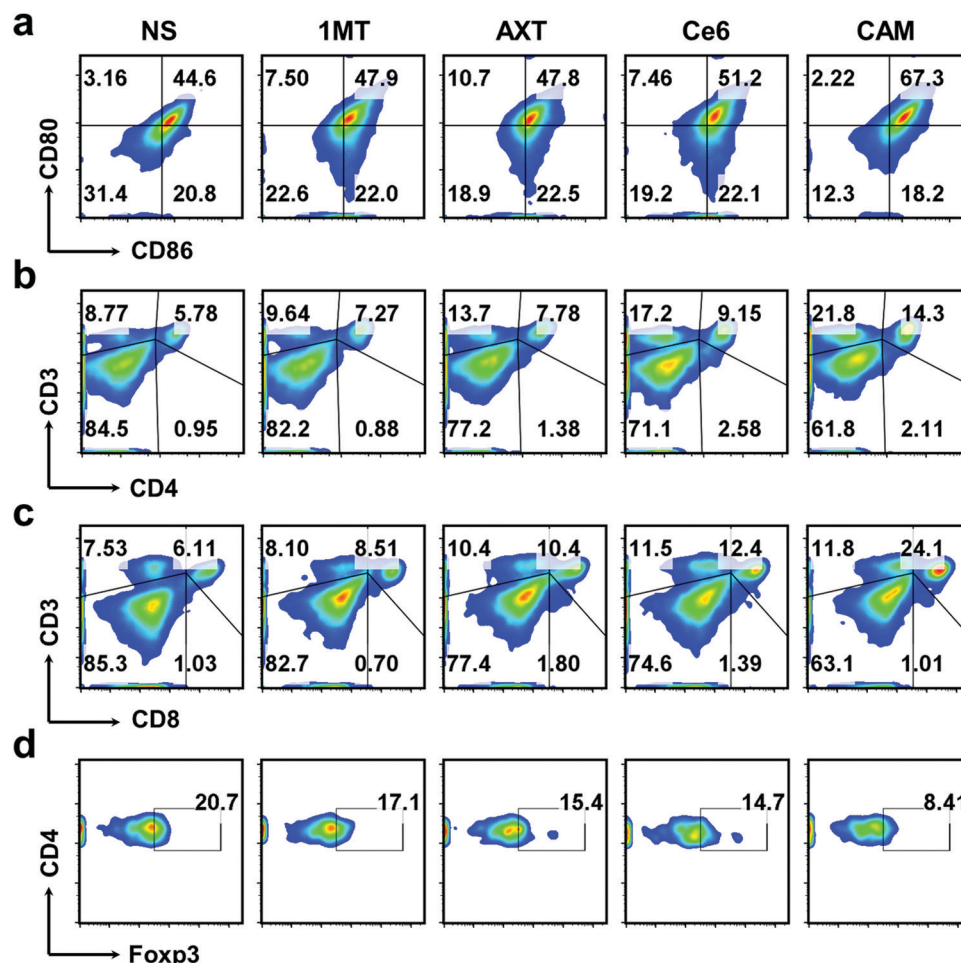 a
NS 1MT AXT Ce6 CAM
3.16 44.6 7.50 47.9 10.7 47.8 7.46 51.2 2.22 67.3
CD80
31.4 20.8 22.6 22.0 18.9 22.5 19.2 22.1 12.3 18.2
CD86
b
8.77 5.78 9.64 7.27 13.7 7.78 17.2 9.15 21.8 14.3
CD3
84.5 0.95 82.2 0.88 77.2 1.38 71.1 2.58 61.8 2.11
CD4
c
7.53 6.11 8.10 8.51 10.4 10.4 11.5 12.4 11.8 24.1
CD3
85.3 1.03 82.7 0.70 77.4 1.80 74.6 1.39 63.1 1.01
CD8
d
20.7 17.1 15.4 14.7 8.41
CD4
Foxp3